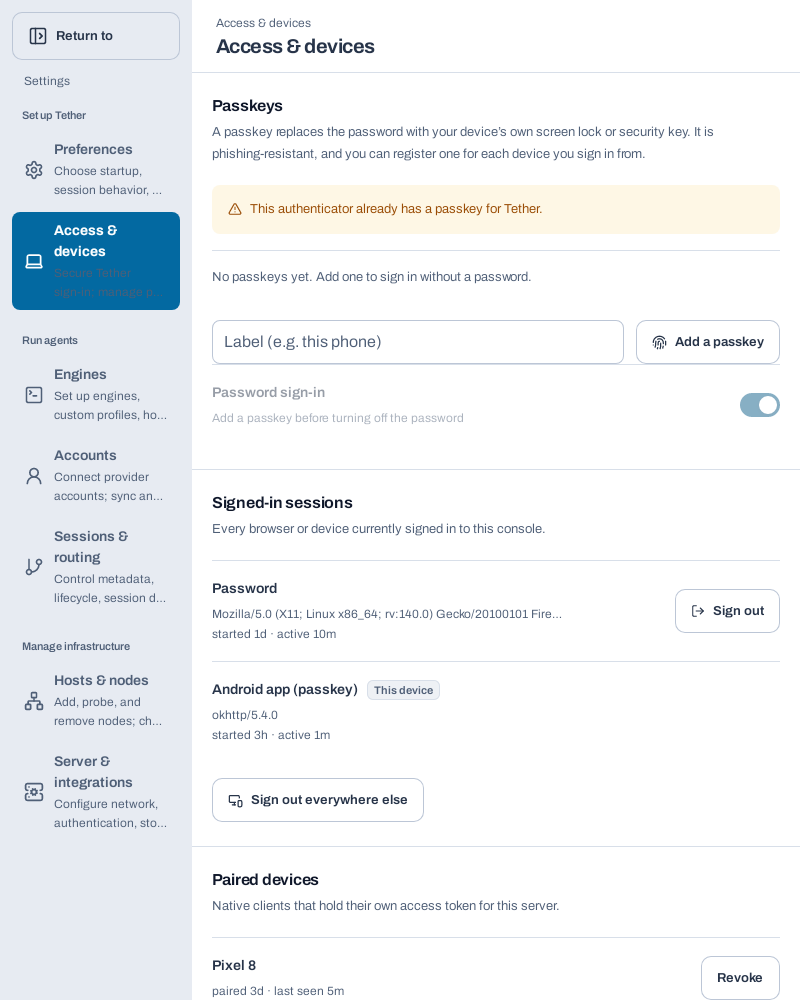 Return to
Settings
Set up Tether
Preferences
Choose startup,
session behavior, ...
Access &
devices
Secure Tether
sign-in; manage p...
Run agents
Engines
Set up engines,
custom profiles, ho...
Accounts
Connect provider
accounts; sync an...
Sessions &
routing
Control metadata,
lifecycle, session d...
Manage infrastructure
Hosts & nodes
Add, probe, and
remove nodes; ch...
Server &
integrations
Configure network,
authentication, sto...
Access & devices
Access & devices
Passkeys
A passkey replaces the password with your device’s own screen lock or security key. It is
phishing-resistant, and you can register one for each device you sign in from.
This authenticator already has a passkey for Tether.
No passkeys yet. Add one to sign in without a password.
Label (e.g. this phone)
Add a passkey
Password sign-in
Add a passkey before turning off the password
Signed-in sessions
Every browser or device currently signed in to this console.
Password
Mozilla/5.0 (X11; Linux x86_64; rv:140.0) Gecko/20100101 Fire...
started 1d · active 10m
Sign out
Android app (passkey) This device
okhttp/5.4.0
started 3h · active 1m
Sign out everywhere else
Paired devices
Native clients that hold their own access token for this server.
Pixel 8
paired 3d · last seen 5m
Revoke